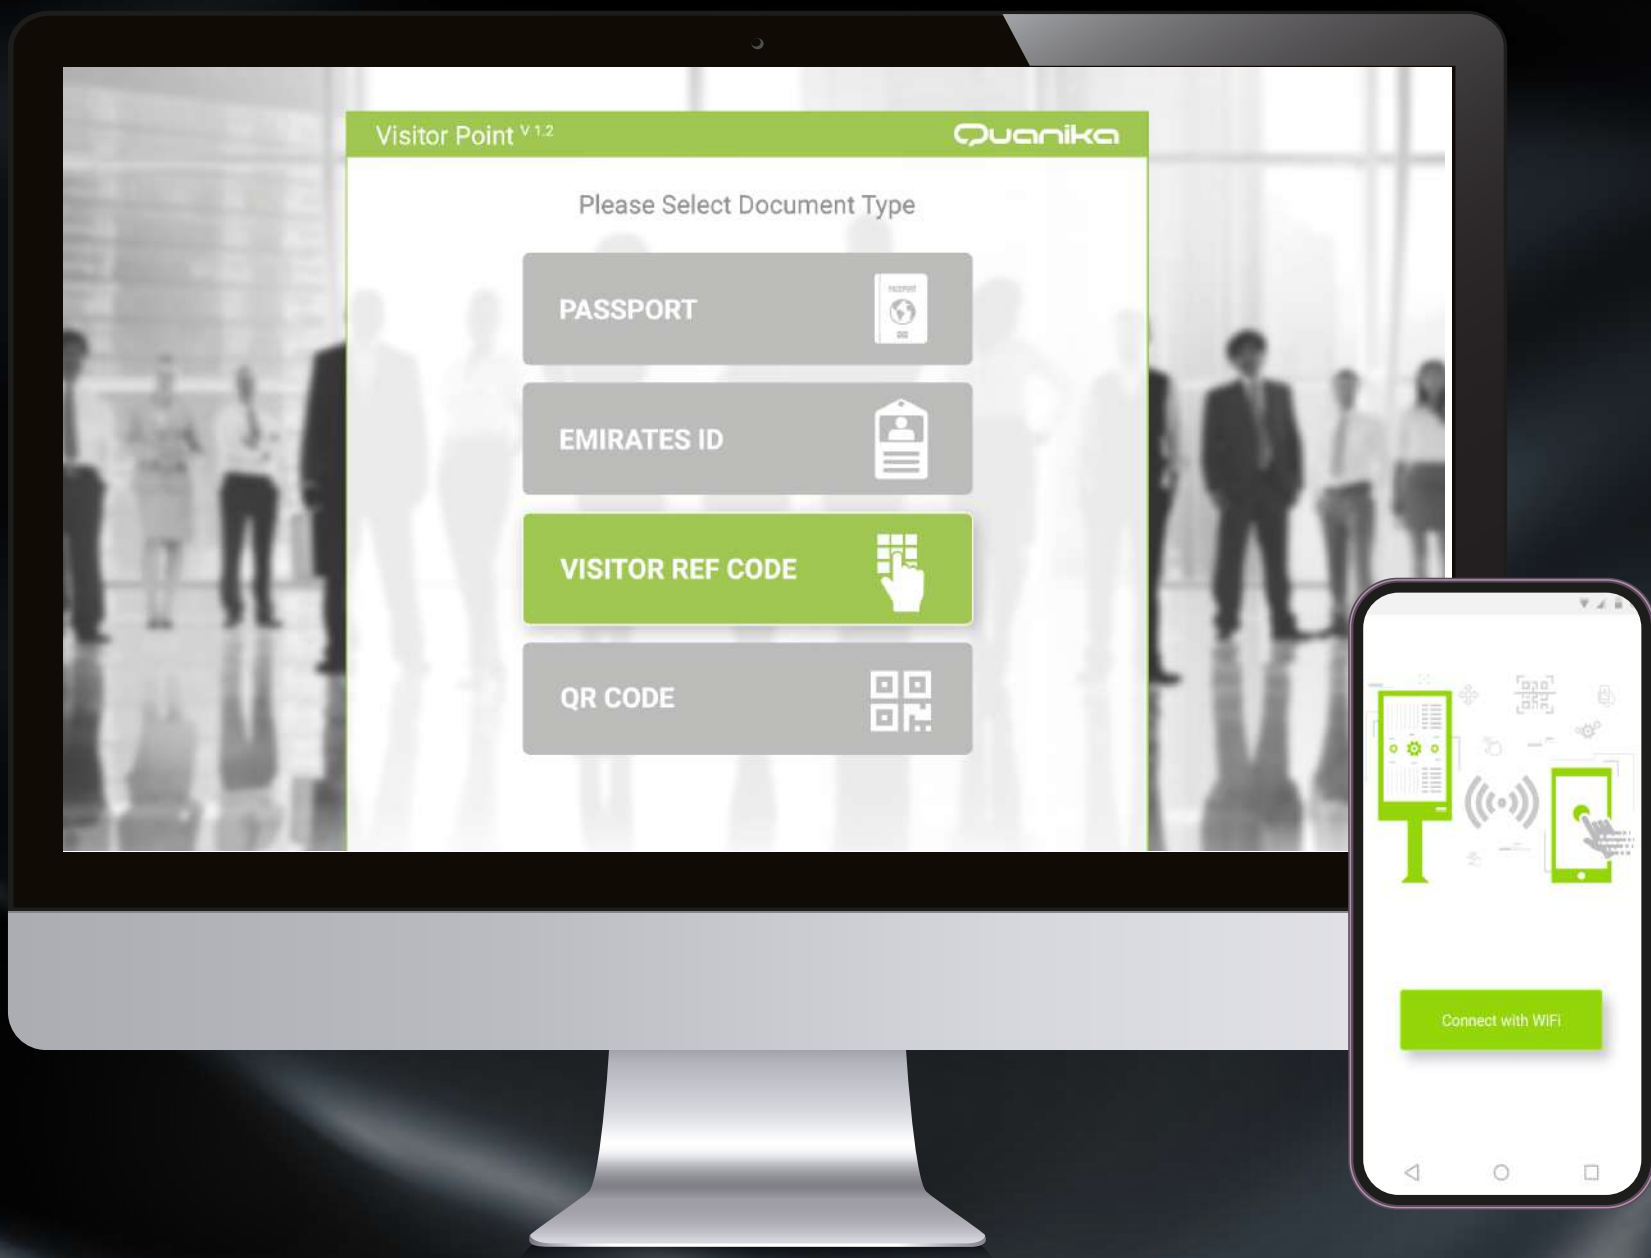 Visitor Point V 1.2
Quanika
Please Select Document Type
PASSPORT
PASSPORT
EMIRATES ID
VISITOR REF CODE
QR CODE
Connect with WiFi